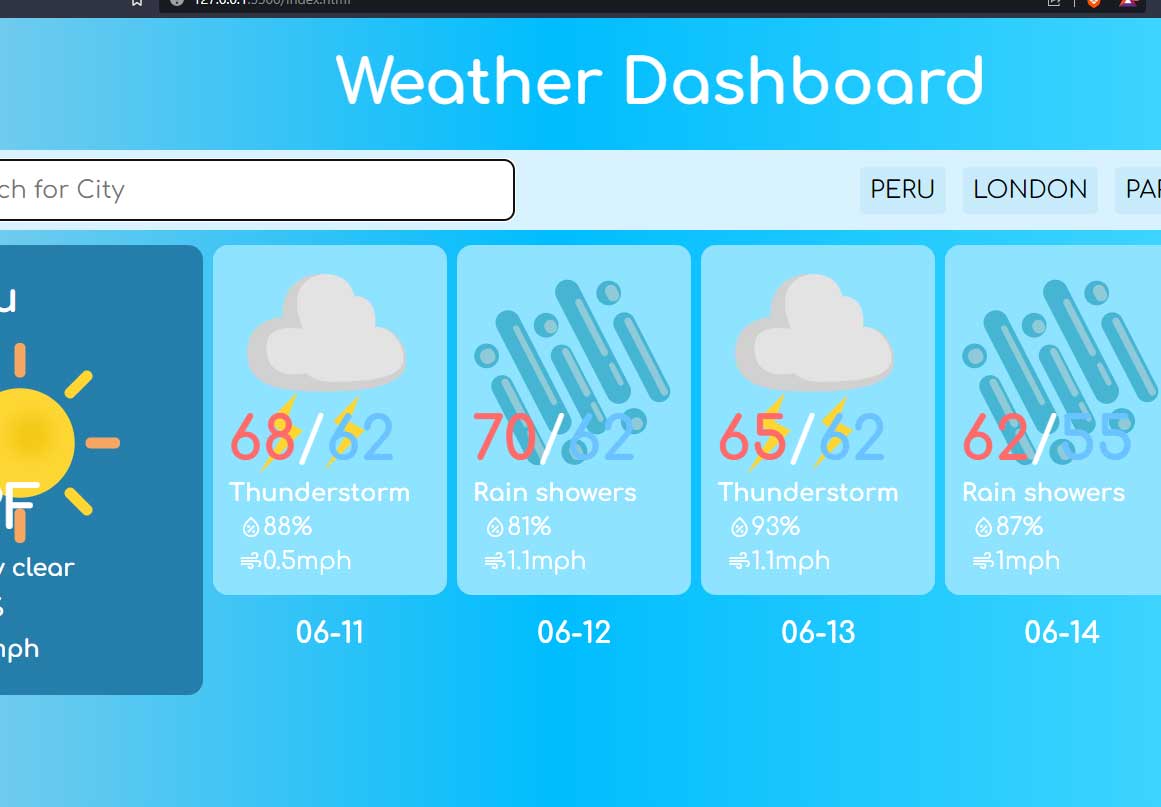 127.0.0.1:5500/index.html
Weather Dashboard
ch for City
PERU LONDON PAR
u
68/62
70/62
65/62
62/55
°F
Thunderstorm
Rain showers
Thunderstorm
Rain showers
88%
81%
93%
87%
y clear
0.5mph
1.1mph
1.1mph
1mph
%
mph
06-11
06-12
06-13
06-14